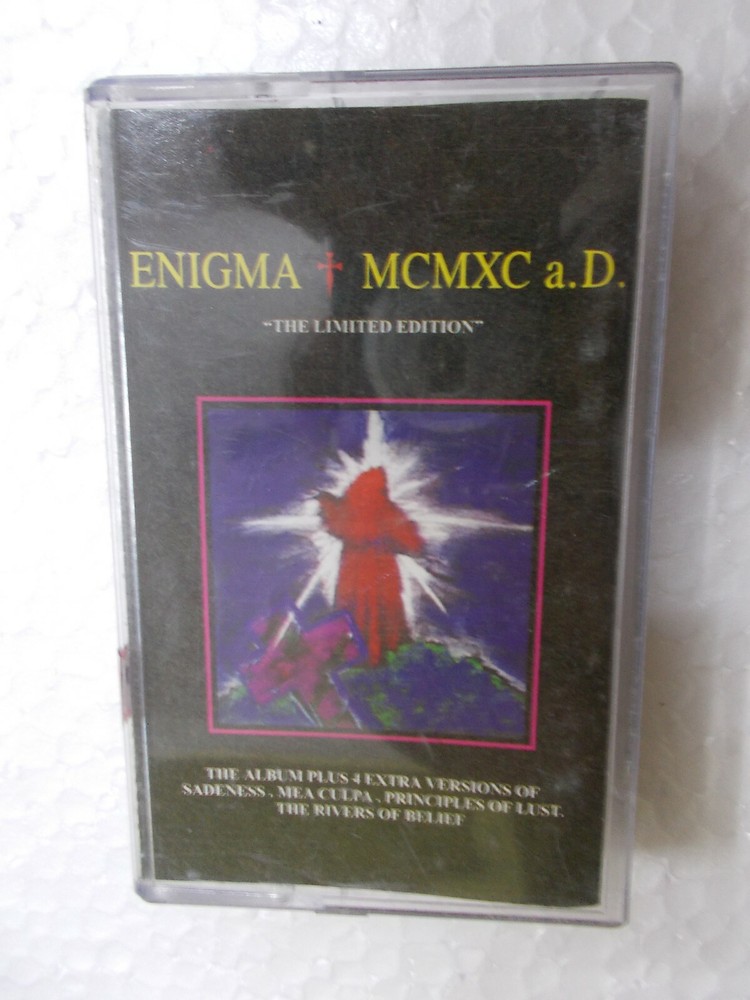 ENIGMA † MCMXC a.D.
"THE LIMITED EDITION"
THE ALBUM PLUS 4 EXTRA VERSIONS OF
SADENESS . MEA CULPA . PRINCIPLES OF LUST.
THE RIVERS OF BELIEF